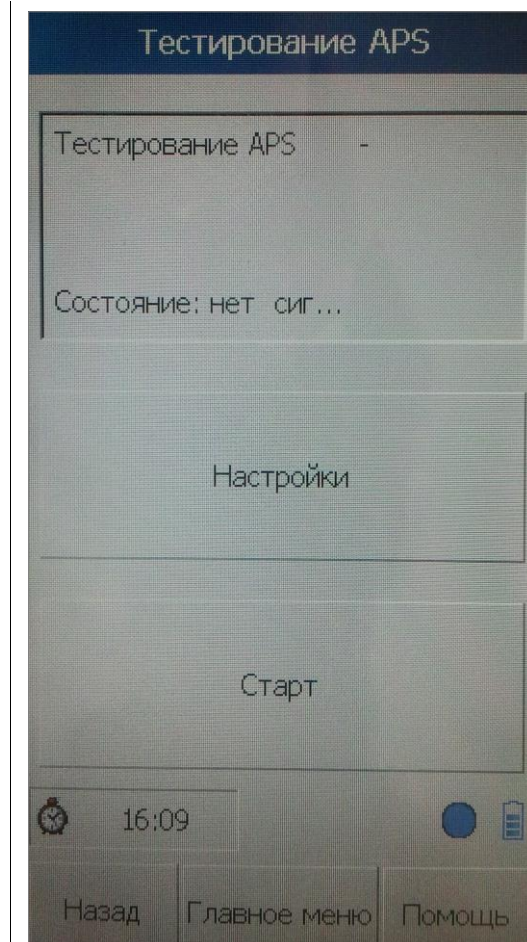 Тестирование APS
Тестирование APS -
Состояние: нет сиг...
Настройки
Старт
16:09
Назад
Главное меню
Помощь